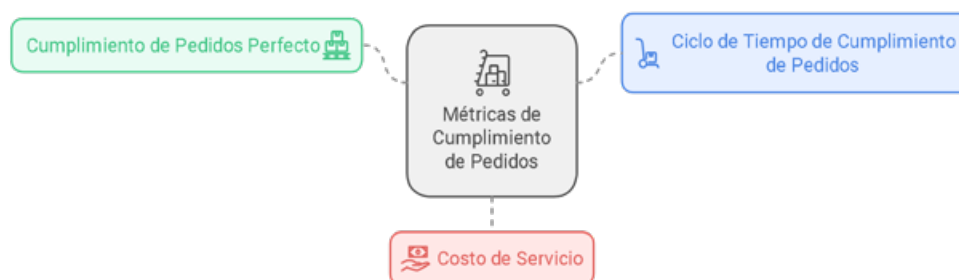 Cumplimiento de Pedidos Perfecto
Métricas de
Cumplimiento
de Pedidos
Ciclo de Tiempo de Cumplimiento
de Pedidos
Costo de Servicio